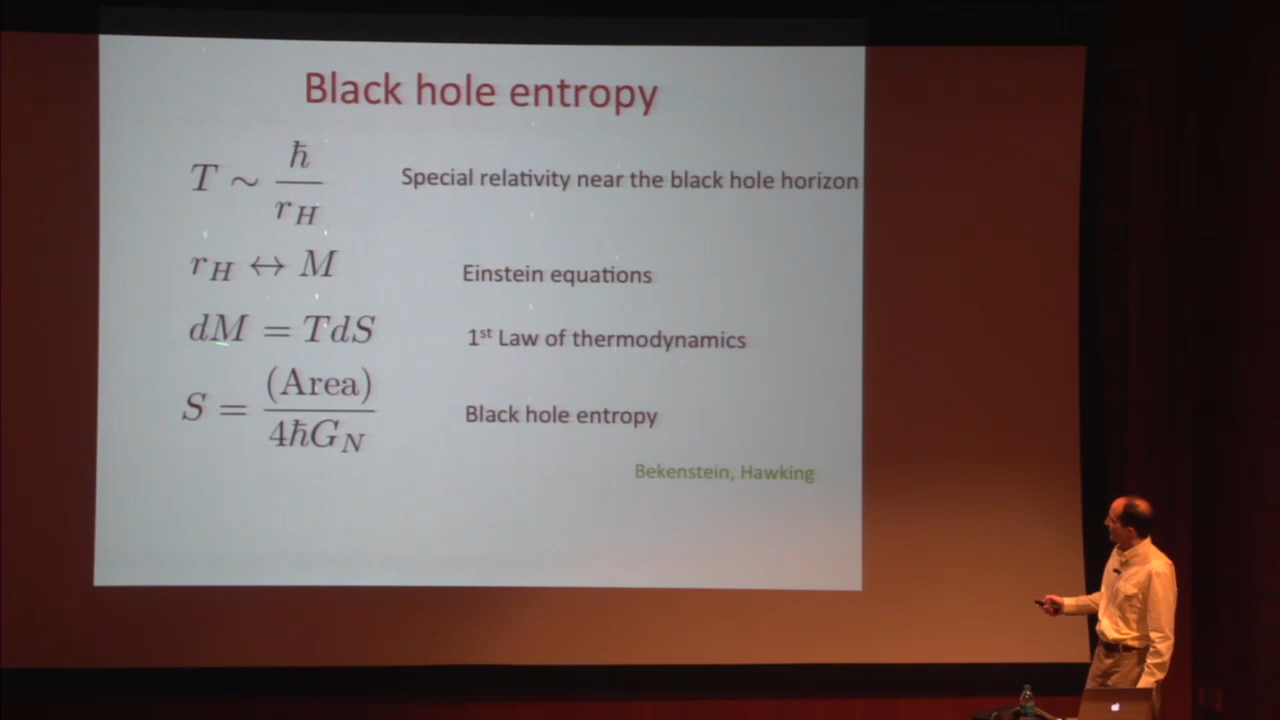 Black hole entropy
T ∼ ħ / r_H Special relativity near the black hole horizon
r_H ↔ M Einstein equations
dM = TdS 1st Law of thermodynamics
S = (Area) / 4ħG_N Black hole entropy
Bekenstein, Hawking